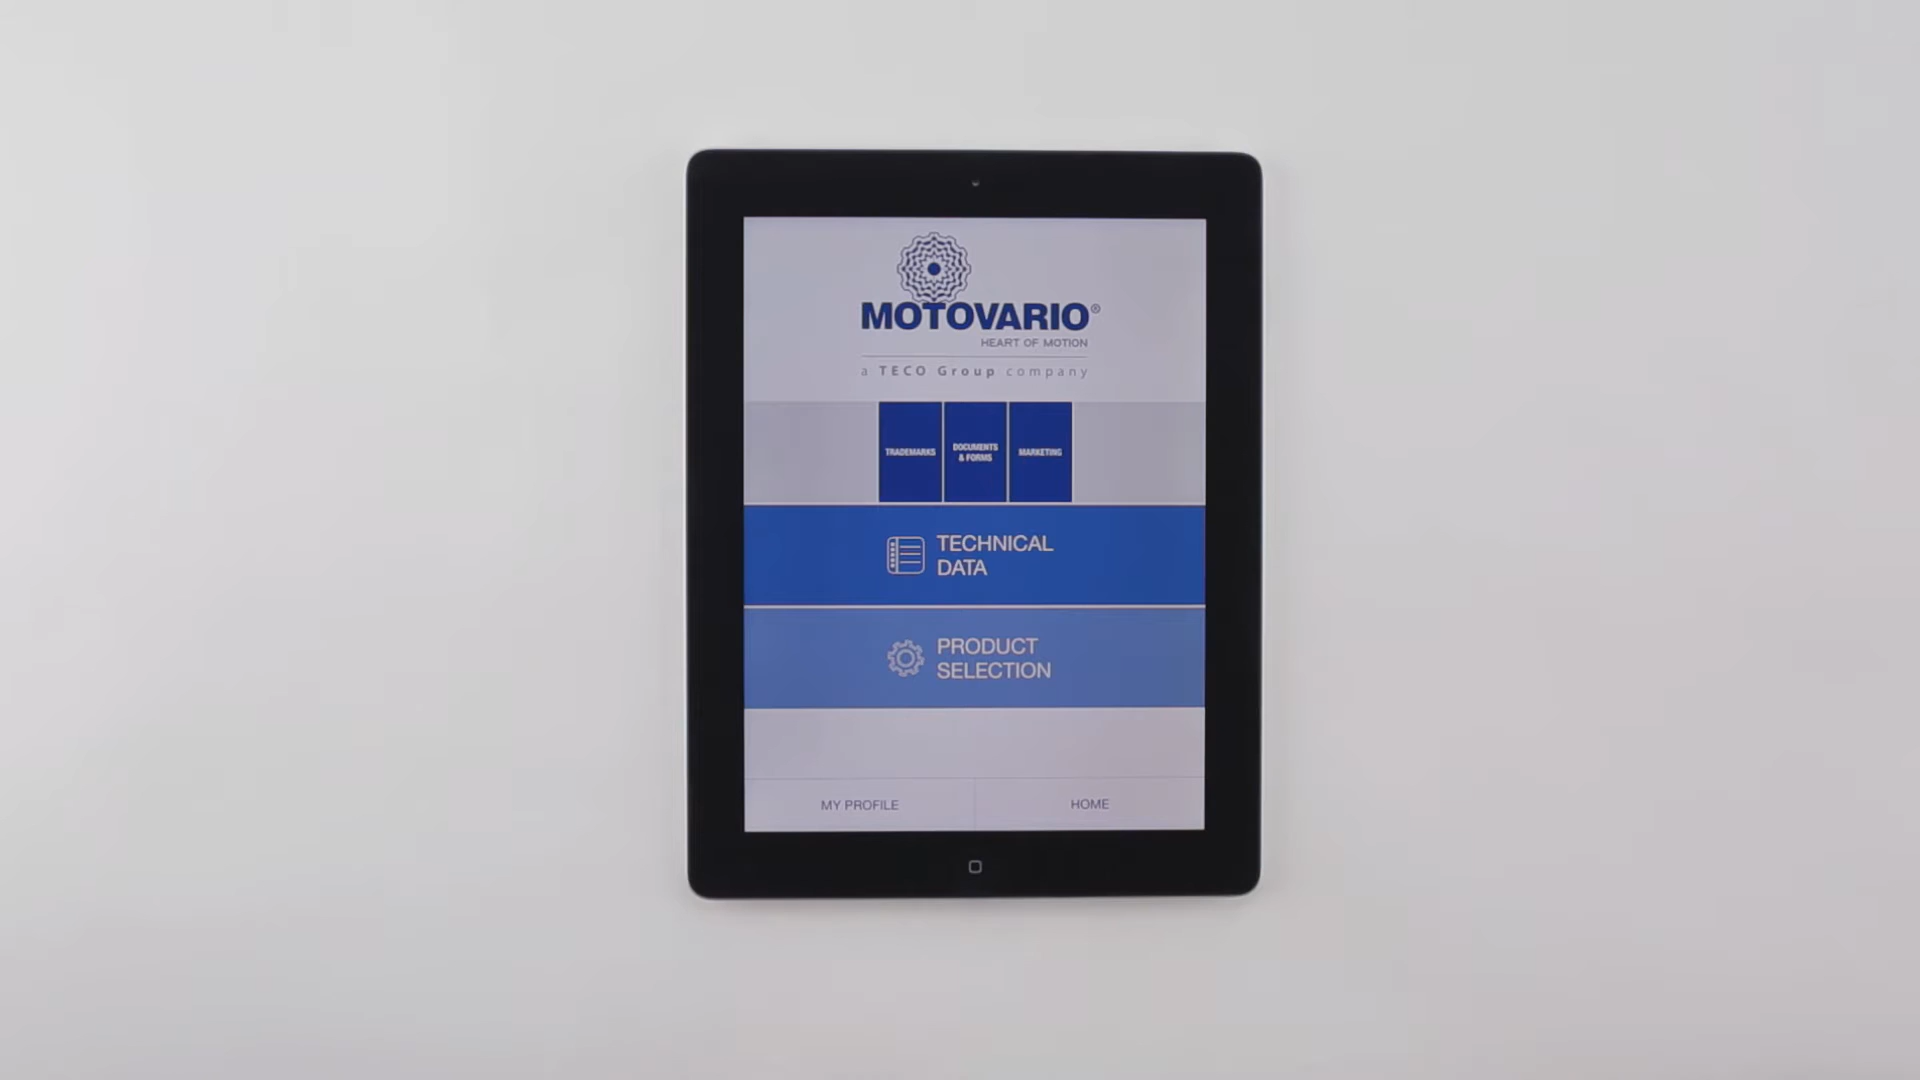 MOTOVARIO®
HEART OF MOTION
a TECO Group company
TRADEMARKS
DOCUMENTS
& FORMS
MARKETING
TECHNICAL
DATA
PRODUCT
SELECTION
MY PROFILE
HOME